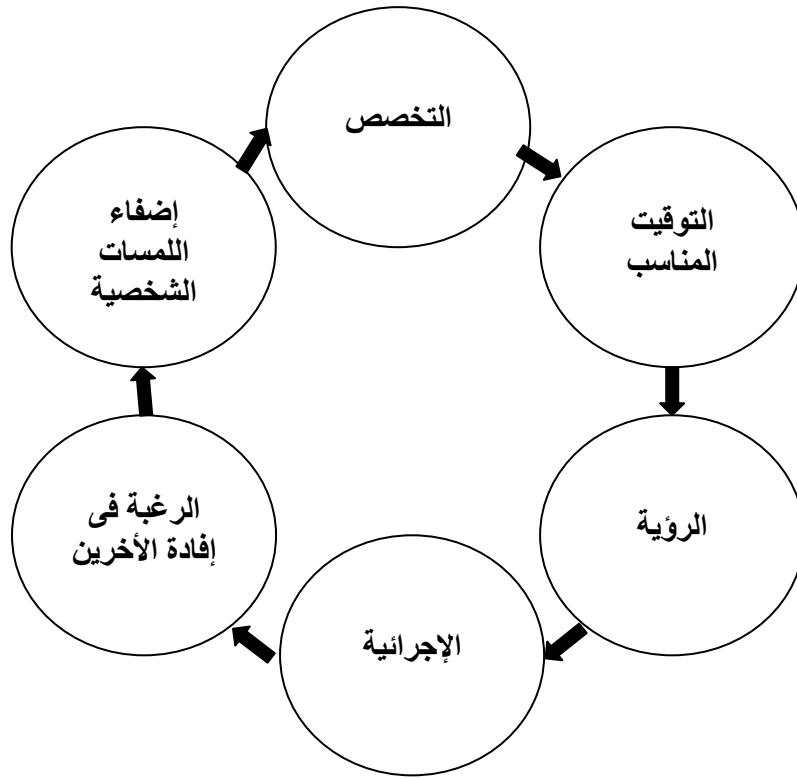 التخصص
التوقيت
المناسب
الرؤية
الإجرائية
الرغبة فى
إفادة الأخرين
إضفاء
اللمسات
الشخصية